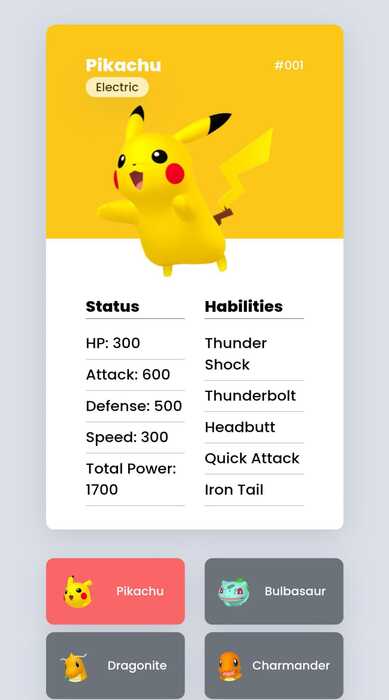 Pikachu
#001
Electric
Status
HP: 300
Attack: 600
Defense: 500
Speed: 300
Total Power:
1700
Habilities
Thunder
Shock
Thunderbolt
Headbutt
Quick Attack
Iron Tail
Pikachu
Bulbasaur
Dragonite
Charmander